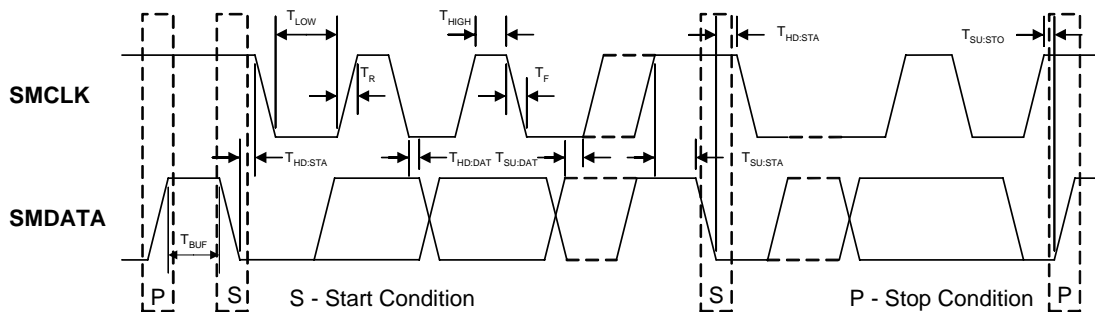 T_LOW T_HIGH T_HD:STA T_SU:STO
T_R T_F
SMCLK
T_HD:STA T_HD:DAT T_SU:DAT T_SU:STA
SMDATA
T_BUF
P S S - Start Condition S P - Stop Condition P